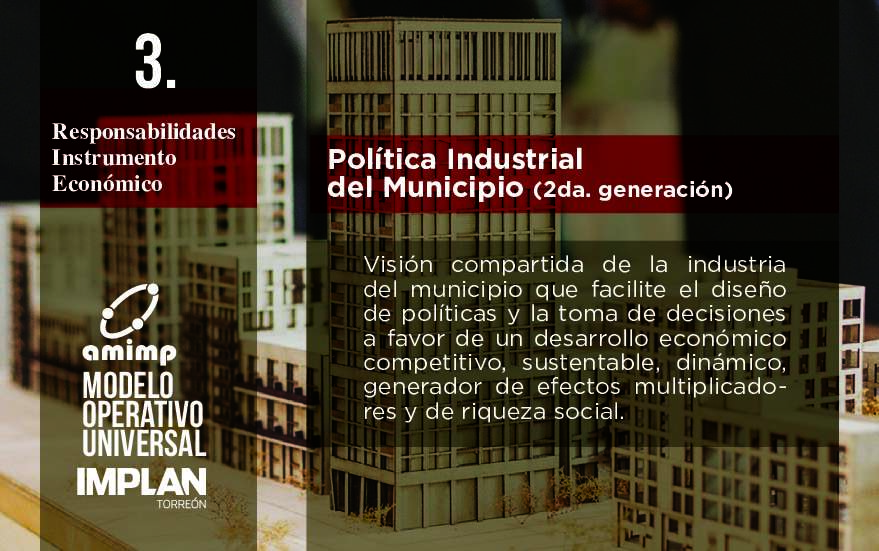 3.
Responsabilidades
Instrumento
Económico
amimp
MODELO
OPERATIVO
UNIVERSAL
IMPLAN
TORREÓN
Política Industrial
del Municipio (2da. generación)
Visión compartida de la industria
del municipio que facilite el diseño
de políticas y la toma de decisiones
a favor de un desarrollo económico
competitivo, sustentable, dinámico,
generador de efectos multiplicado-
res y de riqueza social.